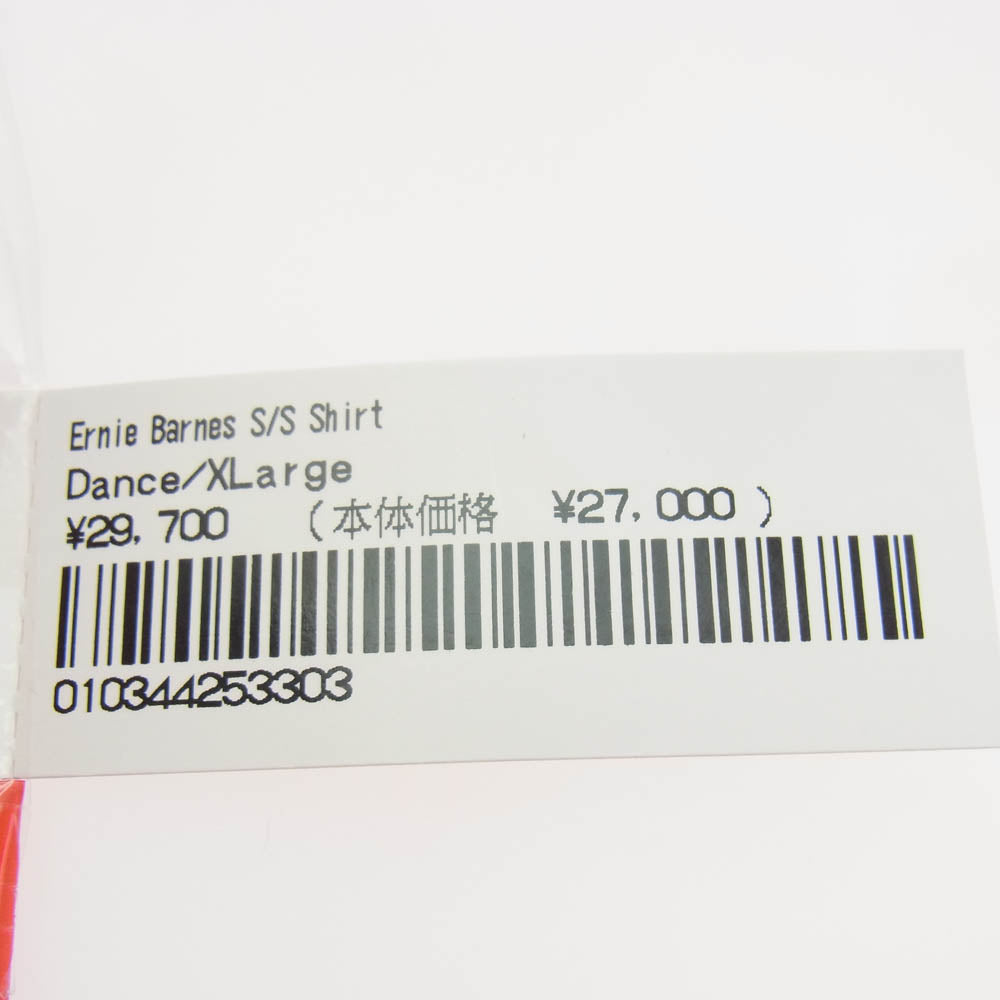 Ernie Barnes S/S Shirt
Dance/XLarge
¥29,700 (本体価格 ¥27,000)
010344253303